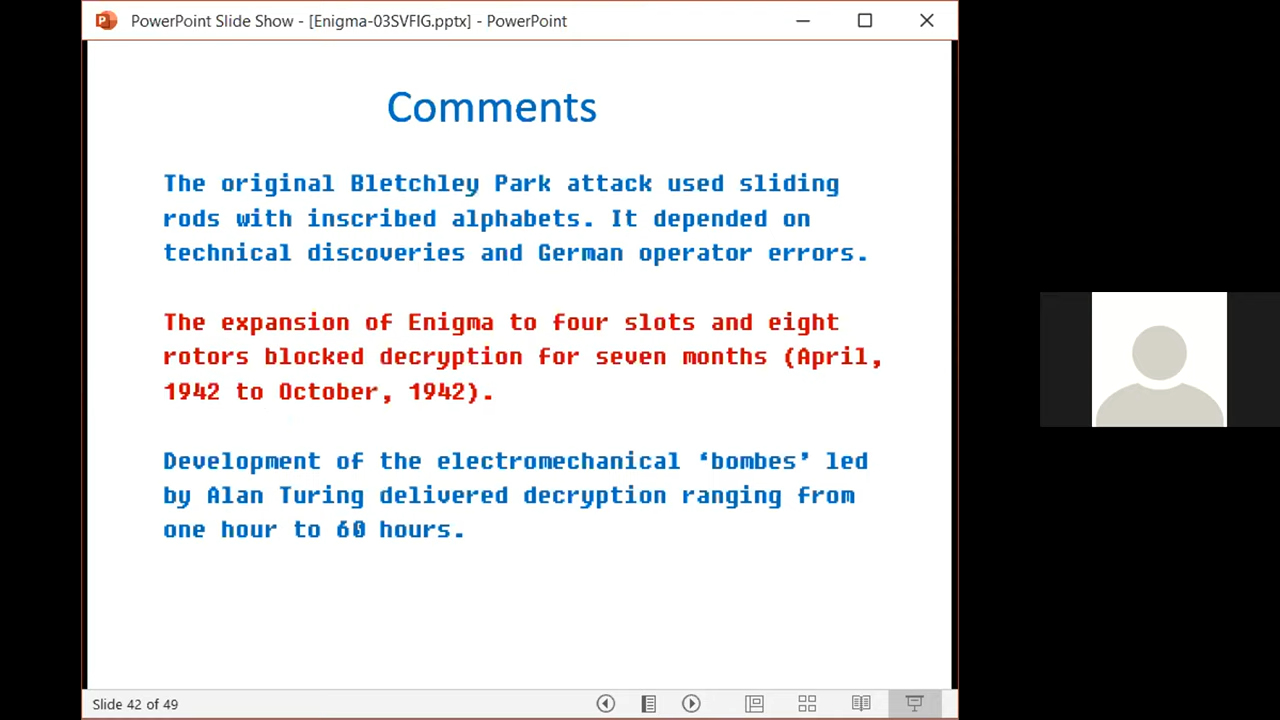 PowerPoint Slide Show - [Enigma-03SVFIG.pptx] - PowerPoint
Comments
The original Bletchley Park attack used sliding
rods with inscribed alphabets. It depended on
technical discoveries and German operator errors.
The expansion of Enigma to four slots and eight
rotors blocked decryption for seven months (April,
1942 to October, 1942).
Development of the electromechanical ‘bombes’ led
by Alan Turing delivered decryption ranging from
one hour to 60 hours.
Slide 42 of 49